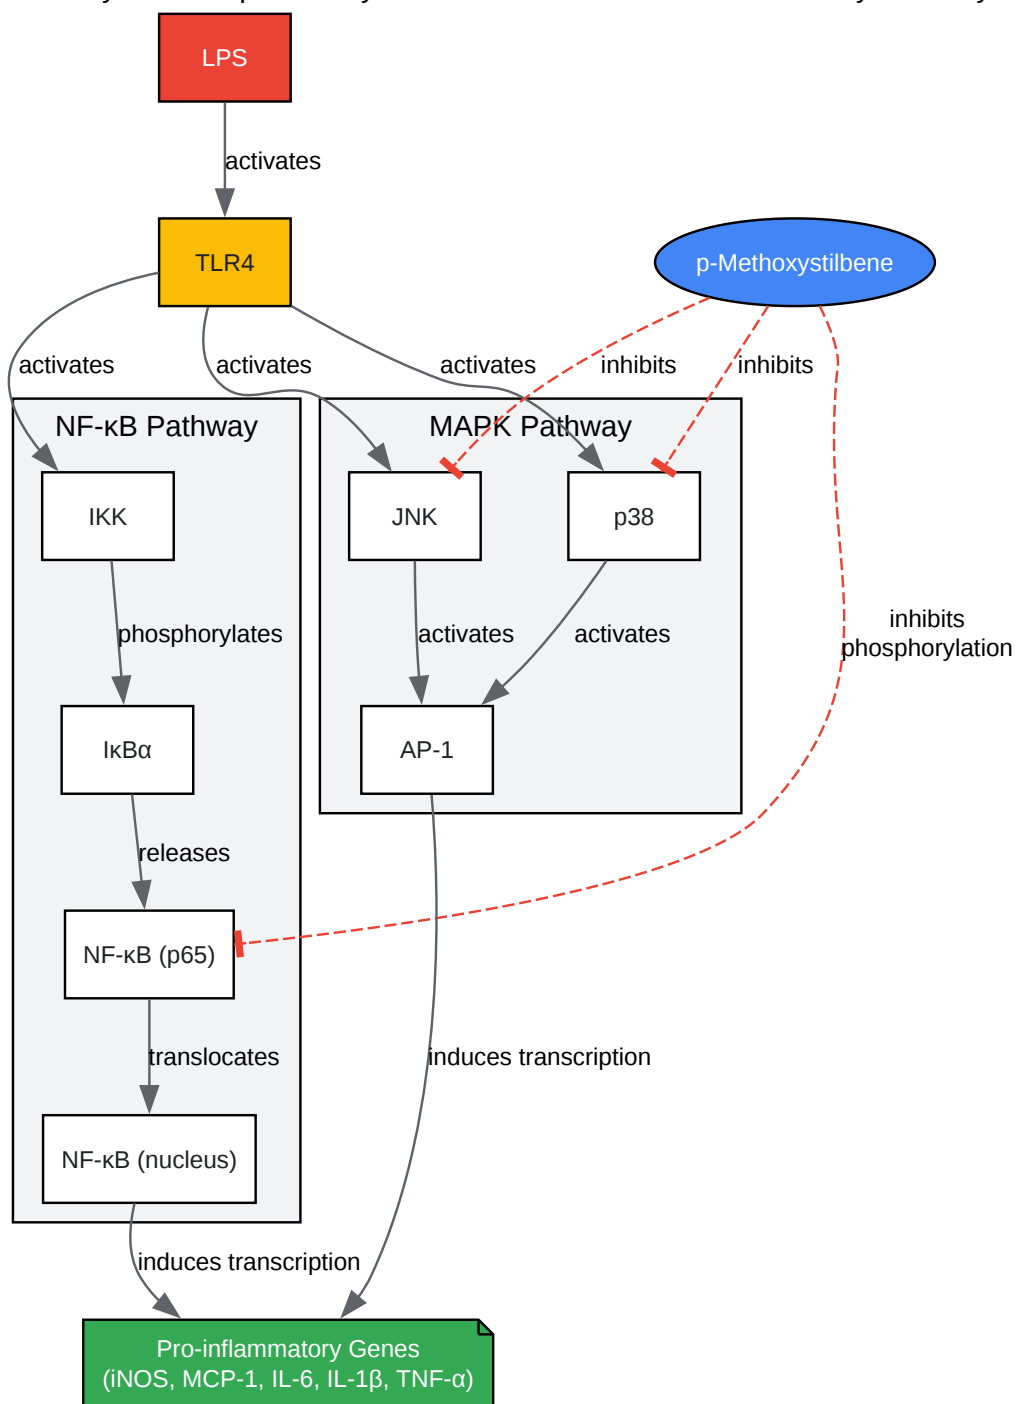 LPS
activates
TLR4
p-Methoxystilbene
activates
activates
activates
inhibits
inhibits
NF-κB Pathway
MAPK Pathway
IKK
JNK
p38
phosphorylates
activates
activates
inhibits
phosphorylation
IκBα
AP-1
releases
NF-κB (p65)
translocates
induces transcription
NF-κB (nucleus)
induces transcription
Pro-inflammatory Genes
(iNOS, MCP-1, IL-6, IL-1β, TNF-α)